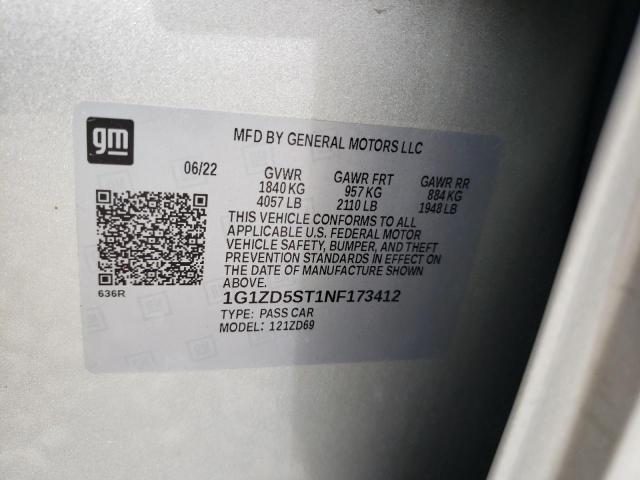 gm
MFD BY GENERAL MOTORS LLC
06/22 GVWR GAWR FRT GAWR RR
1840 KG 957 KG 884 KG
4057 LB 2110 LB 1948 LB
THIS VEHICLE CONFORMS TO ALL
APPLICABLE U.S. FEDERAL MOTOR
VEHICLE SAFETY, BUMPER, AND THEFT
PREVENTION STANDARDS IN EFFECT ON
THE DATE OF MANUFACTURE SHOWN
ABOVE.
636R
1G1ZD5ST1NF173412
TYPE: PASS CAR
MODEL: 121ZD69